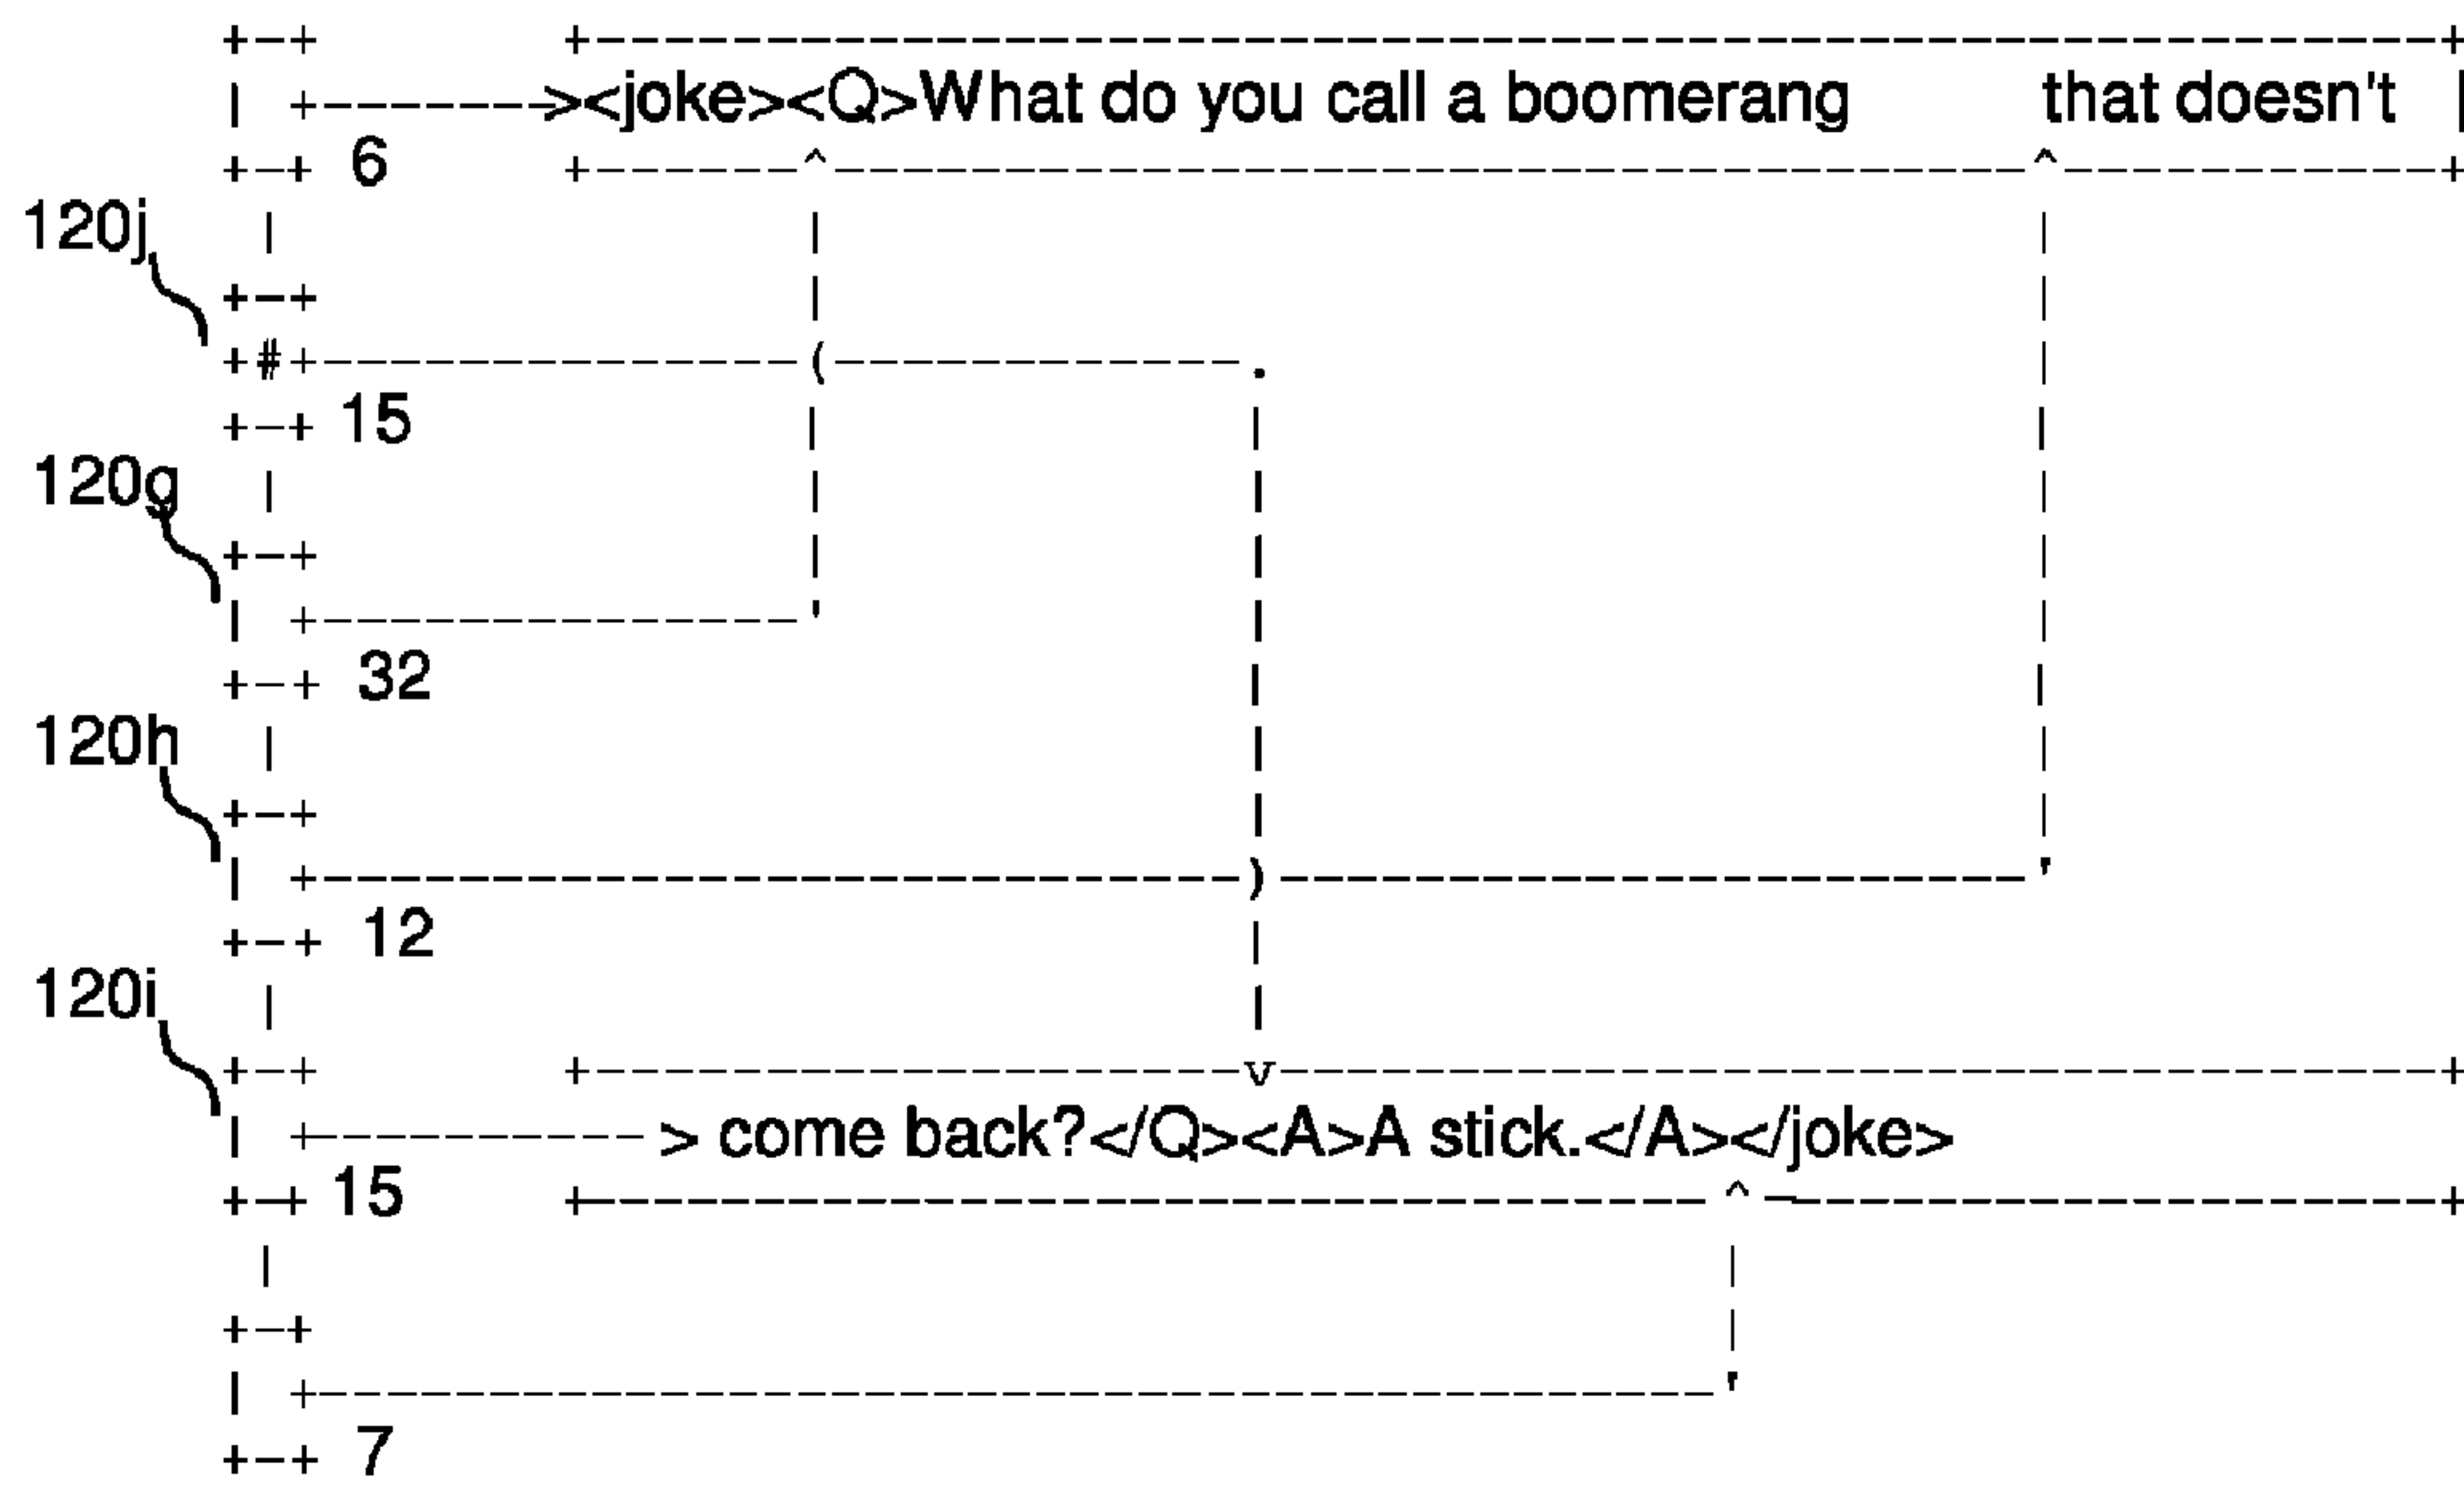 ><joke><Q>What do you call a boomerang that doesn't
6
120j
#
15
120g
32
120h
12
120i
> come back?</Q><A>A stick.</A></joke>
15
7